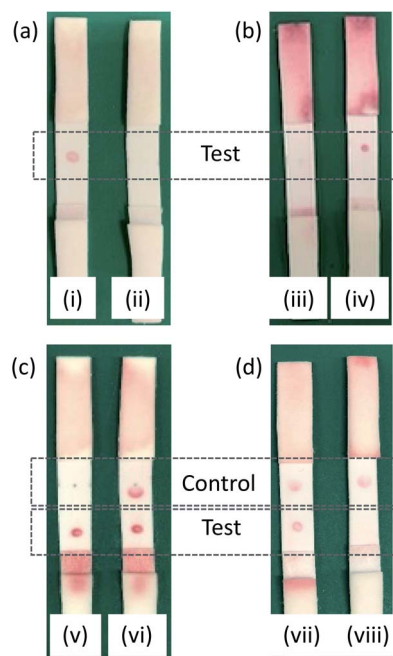 (a)
(b)
Test
(i)
(ii)
(iii)
(iv)
(c)
(d)
Control
Test
(v)
(vi)
(vii)
(viii)